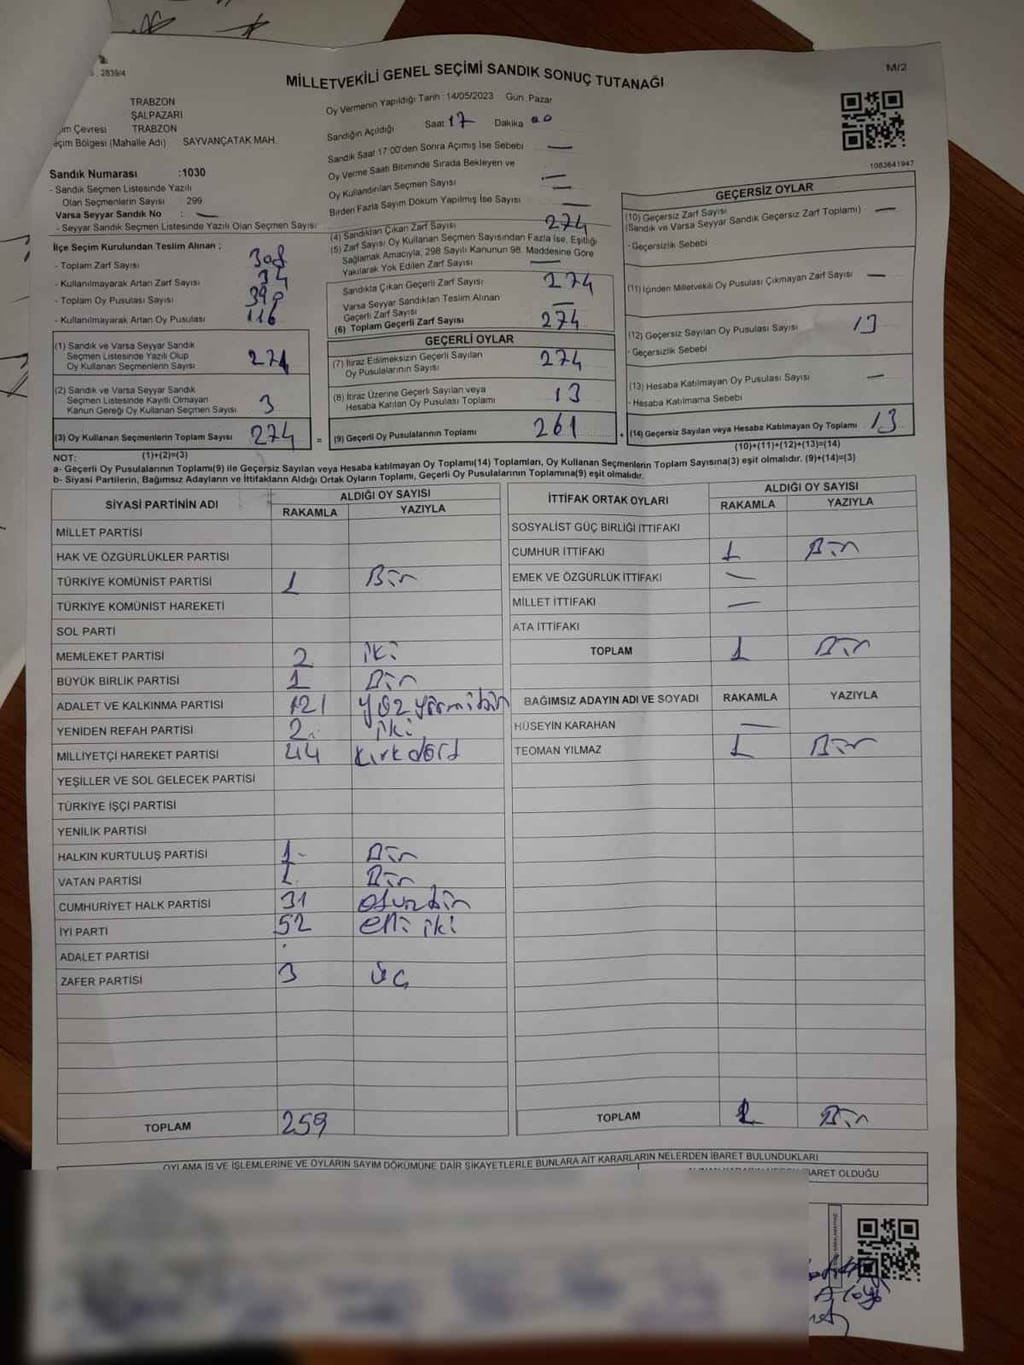 2839/4
M/2
MİLLETVEKİLİ GENEL SEÇİMİ SANDIK SONUÇ TUTANAĞI
TRABZON
ŞALPAZARI
im Çevresi TRABZON
eçim Bölgesi (Mahalle Adı) SAYVANÇATAK MAH.
Sandık Numarası :1030
- Sandık Seçmen Listesinde Yazılı
Olan Seçmenlerin Sayısı 299
Varsa Seyyar Sandık No : —
- Seyyar Sandık Seçmen Listesinde Yazılı Olan Seçmen Sayısı
İlçe Seçim Kurulundan Teslim Alınan ;
- Toplam Zarf Sayısı 308
- Kullanılmayarak Artan Zarf Sayısı 34
- Toplam Oy Pusulası Sayısı
- Kullanılmayarak Artan Oy Pusulası 116
(1) Sandık ve Varsa Seyyar Sandık
Seçmen Listesinde Yazılı Olup
Oy Kullanan Seçmenlerin Sayısı 271
(2) Sandık ve Varsa Seyyar Sandık
Seçmen Listesinde Kayıtlı Olmayan
Kanun Gereği Oy Kullanan Seçmen Sayısı 3
(3) Oy Kullanan Seçmenlerin Toplam Sayısı 274 =
(1)+(2)=(3)
Oy Vermenin Yapıldığı Tarih : 14/05/2023 Gün Pazar
Sandığın Açıldığı Saat 17 Dakika 00
Sandık Saat 17:00'den Sonra Açımış İse Sebebi —
Oy Verme Saati Bitiminde Sırada Bekleyen ve
Oy Kullandırılan Seçmen Sayısı —
Birden Fazla Sayım Döküm Yapılmış İse Sayısı —
(4) Sandıktan Çıkan Zarf Sayısı 274
(5) Zarf Sayısı Oy Kullanan Seçmen Sayısından Fazla İse, Eşitliği
Sağlamak Amacıyla, 298 Sayılı Kanunun 98. Maddesine Göre
Yakılarak Yok Edilen Zarf Sayısı —
Sandıkta Çıkan Geçerli Zarf Sayısı 274
Varsa Seyyar Sandıktan Teslim Alınan
Geçerli Zarf Sayısı —
(6) Toplam Geçerli Zarf Sayısı 274
GEÇERLİ OYLAR
(7) İtiraz Edilmeksizin Geçerli Sayılan
Oy Pusulalarının Sayısı 274
(8) İtiraz Üzerine Geçerli Sayılan veya
Hesaba Katılan Oy Pusulası Toplamı 13
(9) Geçerli Oy Pusulalarının Toplamı 261 +
1083641947
GEÇERSİZ OYLAR
(10) Geçersiz Zarf Sayısı
(Sandık ve Varsa Seyyar Sandık Geçersiz Zarf Toplamı) —
- Geçersizlik Sebebi
(11) İçinden Milletvekili Oy Pusulası Çıkmayan Zarf Sayısı —
(12) Geçersiz Sayılan Oy Pusulası Sayısı 13
- Geçersizlik Sebebi
(13) Hesaba Katılmayan Oy Pusulası Sayısı —
- Hesaba Katılmama Sebebi
(14) Geçersiz Sayılan veya Hesaba Katılmayan Oy Toplamı 13
(10)+(11)+(12)+(13)=(14)
NOT:
a- Geçerli Oy Pusulalarının Toplamı(9) ile Geçersiz Sayılan veya Hesaba katılmayan Oy Toplamı(14) Toplamları, Oy Kullanan Seçmenlerin Toplam Sayısına(3) eşit olmalıdır. (9)+(14)=(3)
b- Siyasi Partilerin, Bağımsız Adayların ve İttifakların Aldığı Ortak Oyların Toplamı, Geçerli Oy Pusulalarının Toplamına(9) eşit olmalıdır.
SİYASİ PARTİNİN ADI ALDIĞI OY SAYISI
RAKAMLA YAZIYLA
MİLLET PARTİSİ
HAK VE ÖZGÜRLÜKLER PARTİSİ
TÜRKİYE KOMÜNİST PARTİSİ 1 Bir
TÜRKİYE KOMÜNİST HAREKETİ
SOL PARTİ
MEMLEKET PARTİSİ 2 iki
BÜYÜK BİRLİK PARTİSİ 1 Bir
ADALET VE KALKINMA PARTİSİ 121 yüz yirmi bir
YENİDEN REFAH PARTİSİ 2 iki
MİLLİYETÇİ HAREKET PARTİSİ 44 kırk dört
YEŞİLLER VE SOL GELECEK PARTİSİ
TÜRKİYE İŞÇİ PARTİSİ
YENİLİK PARTİSİ
HALKIN KURTULUŞ PARTİSİ 1 Bir
VATAN PARTİSİ 1 Bir
CUMHURİYET HALK PARTİSİ 31 otuz bir
İYİ PARTİ 52 elli iki
ADALET PARTİSİ
ZAFER PARTİSİ 3 üç
TOPLAM 259
İTTİFAK ORTAK OYLARI ALDIĞI OY SAYISI
RAKAMLA YAZIYLA
SOSYALİST GÜÇ BİRLİĞİ İTTİFAKI
CUMHUR İTTİFAKI 1 Bir
EMEK VE ÖZGÜRLÜK İTTİFAKI —
MİLLET İTTİFAKI —
ATA İTTİFAKI
TOPLAM 1 Bir
BAĞIMSIZ ADAYIN ADI VE SOYADI RAKAMLA YAZIYLA
HÜSEYİN KARAHAN —
TEOMAN YILMAZ 1 Bir
TOPLAM 1 Bir
OYLAMA İŞ VE İŞLEMLERİNE VE OYLARIN SAYIM DÖKÜMÜNE DAİR ŞİKAYETLERLE BUNLARA AİT KARARLARIN NELERDEN İBARET BULUNDUKLARI
BARET OLDUĞU